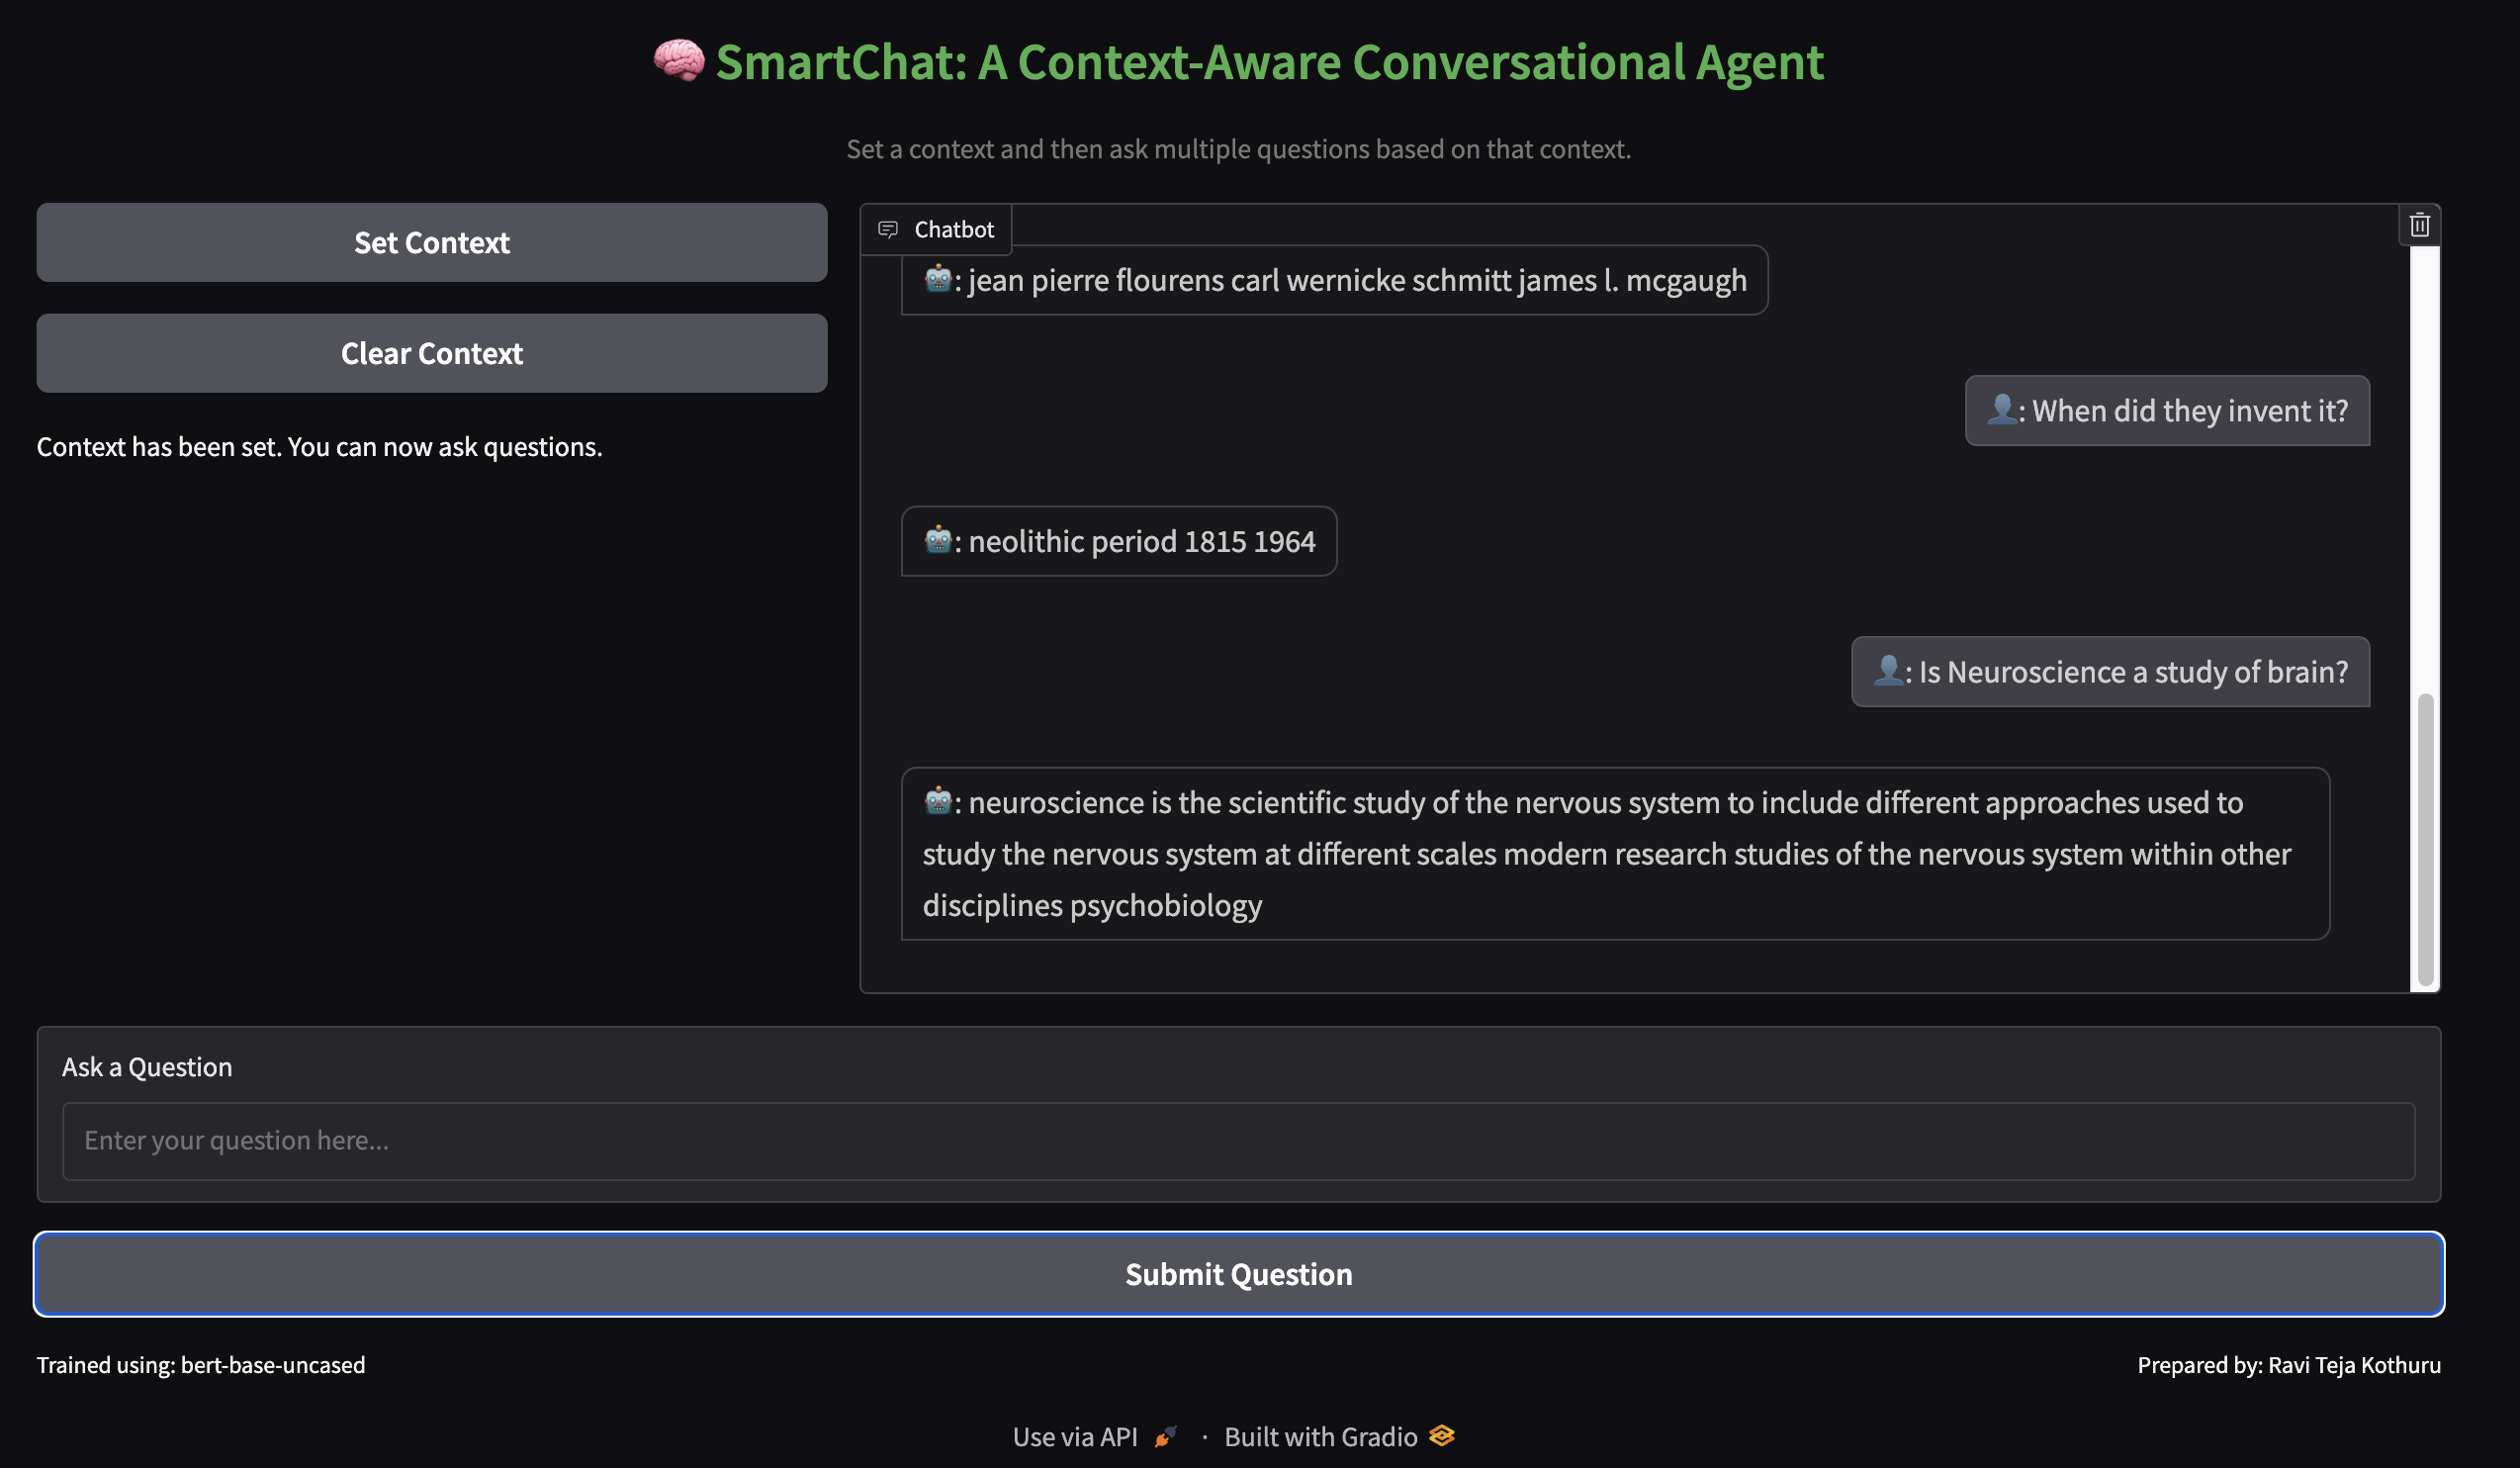 🧠 SmartChat: A Context-Aware Conversational Agent
Set a context and then ask multiple questions based on that context.
Set Context
Clear Context
Context has been set. You can now ask questions.
Chatbot
🤖: jean pierre flourens carl wernicke schmitt james l. mcgaugh
👤: When did they invent it?
🤖: neolithic period 1815 1964
👤: Is Neuroscience a study of brain?
🤖: neuroscience is the scientific study of the nervous system to include different approaches used to
study the nervous system at different scales modern research studies of the nervous system within other
disciplines psychobiology
Ask a Question
Enter your question here...
Submit Question
Trained using: bert-base-uncased
Prepared by: Ravi Teja Kothuru
Use via API 🚀 · Built with Gradio